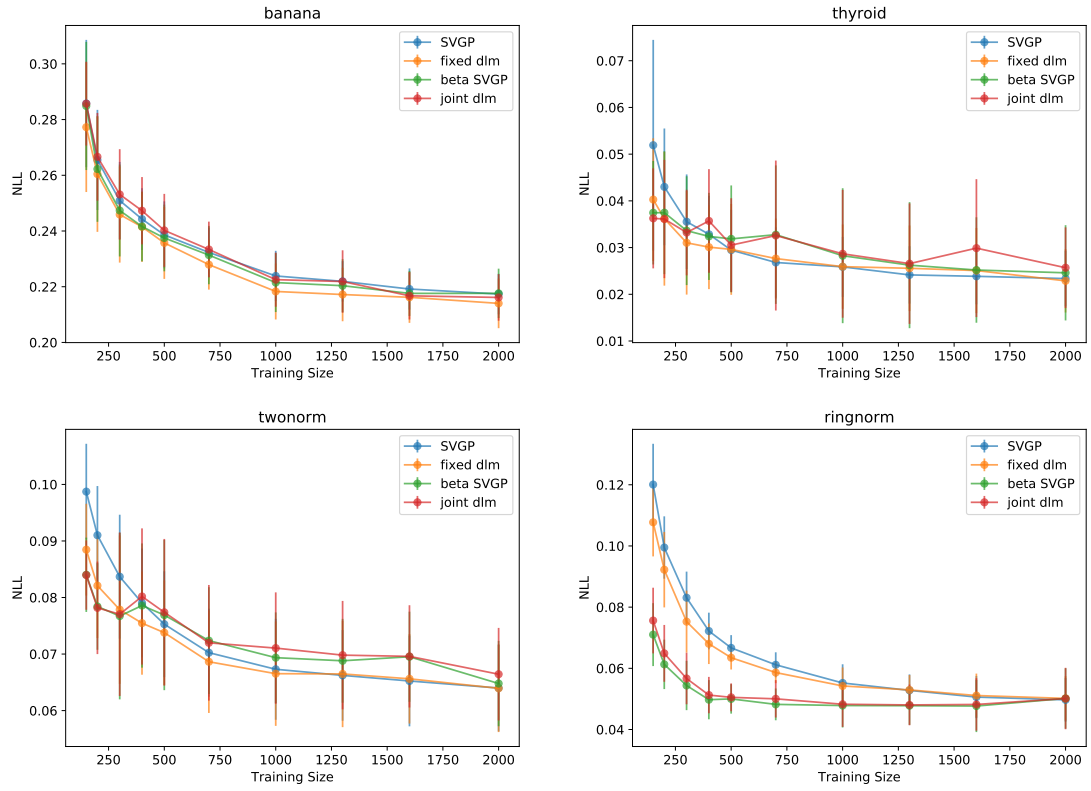 banana
0.30
0.28
0.26
0.24
0.22
0.20
NLL
250 500 750 1000 1250 1500 1750 2000
Training Size
SVGP
fixed dlm
beta SVGP
joint dlm
thyroid
0.07
0.06
0.05
0.04
0.03
0.02
0.01
NLL
250 500 750 1000 1250 1500 1750 2000
Training Size
SVGP
fixed dlm
beta SVGP
joint dlm
twonorm
0.10
0.09
0.08
0.07
0.06
NLL
250 500 750 1000 1250 1500 1750 2000
Training Size
SVGP
fixed dlm
beta SVGP
joint dlm
ringnorm
0.12
0.10
0.08
0.06
0.04
NLL
250 500 750 1000 1250 1500 1750 2000
Training Size
SVGP
fixed dlm
beta SVGP
joint dlm